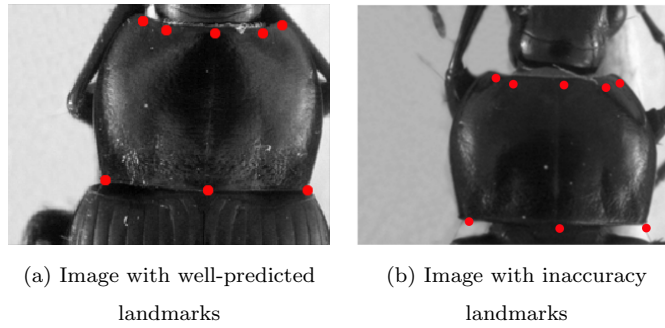 (a) Image with well-predicted
landmarks
(b) Image with inaccuracy
landmarks